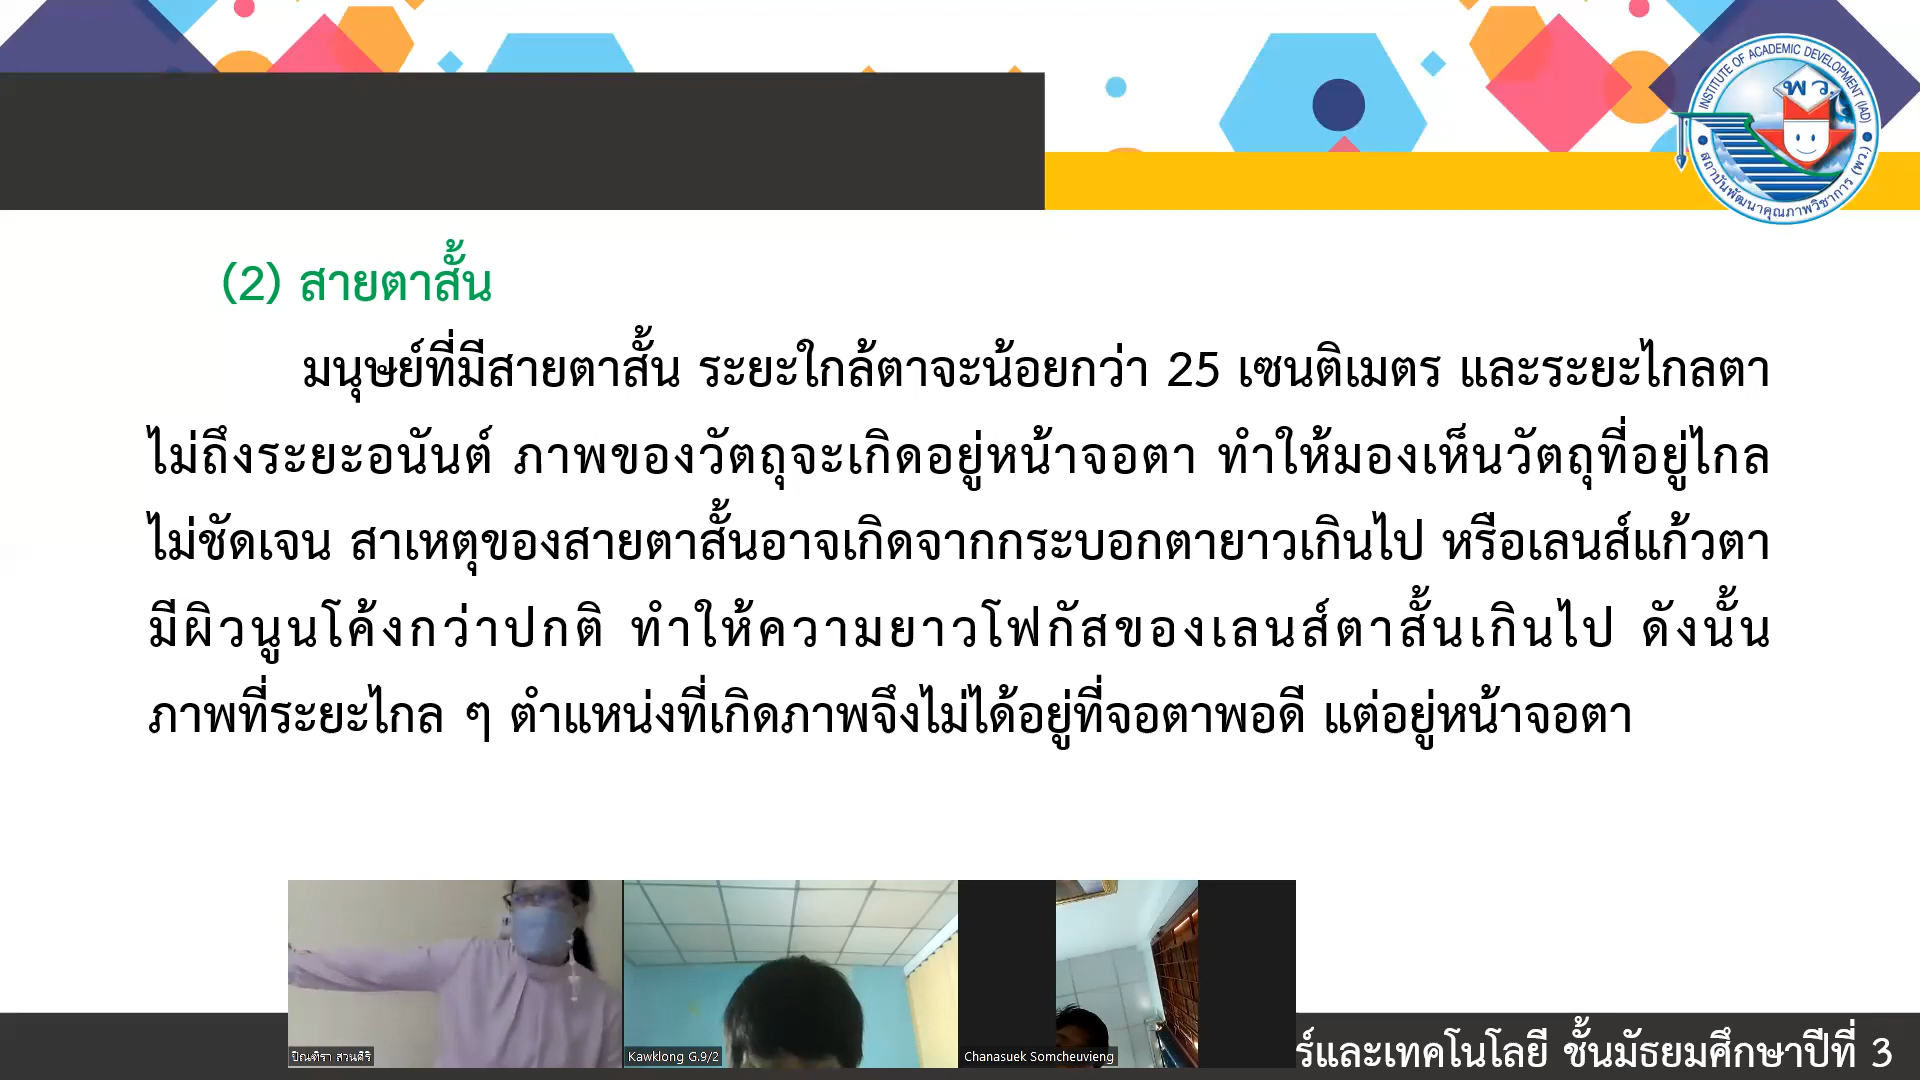 INSTITUTE OF ACADEMIC DEVELOPMENT (IAD)
พว.
สถาบันพัฒนาคุณภาพวิชาการ (พว.)
(2) สายตาสั้น
มนุษย์ที่มีสายตาสั้น ระยะใกล้ตาจะน้อยกว่า 25 เซนติเมตร และระยะไกลตา
ไม่ถึงระยะอนันต์ ภาพของวัตถุจะเกิดอยู่หน้าจอตา ทำให้มองเห็นวัตถุที่อยู่ไกล
ไม่ชัดเจน สาเหตุของสายตาสั้นอาจเกิดจากกระบอกตายาวเกินไป หรือเลนส์แก้วตา
มีผิวนูนโค้งกว่าปกติ ทำให้ความยาวโฟกัสของเลนส์ตาสั้นเกินไป ดังนั้น
ภาพที่ระยะไกล ๆ ตำแหน่งที่เกิดภาพจึงไม่ได้อยู่ที่จอตาพอดี แต่อยู่หน้าจอตา
ปิณฑิรา สวนศิริ
Kawklong G.9/2
Chanasuek Somcheuvieng
ร์และเทคโนโลยี ชั้นมัธยมศึกษาปีที่ 3